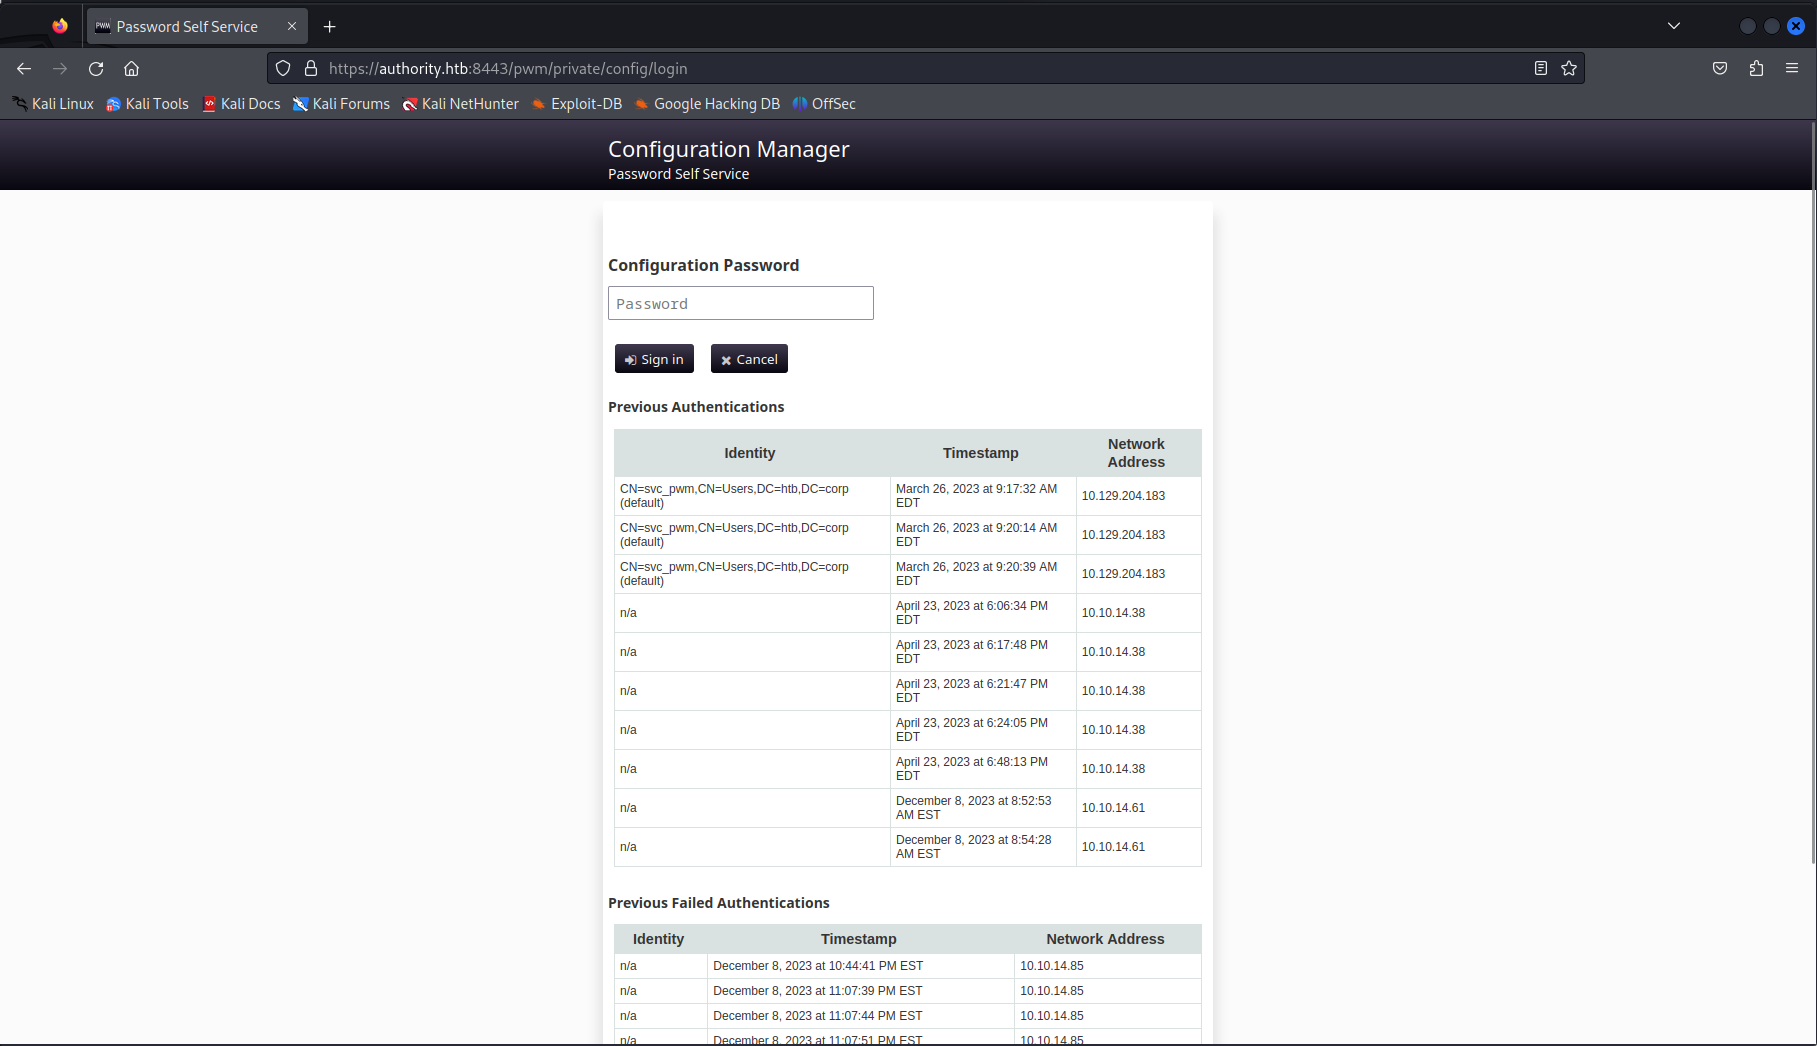 PWM Password Self Service
https://authority.htb:8443/pwm/private/config/login
Kali Linux Kali Tools Kali Docs Kali Forums Kali NetHunter Exploit-DB Google Hacking DB OffSec
Configuration Manager
Password Self Service
Configuration Password
Password
Sign in Cancel
Previous Authentications
Identity Timestamp Network
Address
CN=svc_pwm,CN=Users,DC=htb,DC=corp
(default) March 26, 2023 at 9:17:32 AM
EDT 10.129.204.183
CN=svc_pwm,CN=Users,DC=htb,DC=corp
(default) March 26, 2023 at 9:20:14 AM
EDT 10.129.204.183
CN=svc_pwm,CN=Users,DC=htb,DC=corp
(default) March 26, 2023 at 9:20:39 AM
EDT 10.129.204.183
n/a April 23, 2023 at 6:06:34 PM
EDT 10.10.14.38
n/a April 23, 2023 at 6:17:48 PM
EDT 10.10.14.38
n/a April 23, 2023 at 6:21:47 PM
EDT 10.10.14.38
n/a April 23, 2023 at 6:24:05 PM
EDT 10.10.14.38
n/a April 23, 2023 at 6:48:13 PM
EDT 10.10.14.38
n/a December 8, 2023 at 8:52:53
AM EST 10.10.14.61
n/a December 8, 2023 at 8:54:28
AM EST 10.10.14.61
Previous Failed Authentications
Identity Timestamp Network Address
n/a December 8, 2023 at 10:44:41 PM EST 10.10.14.85
n/a December 8, 2023 at 11:07:39 PM EST 10.10.14.85
n/a December 8, 2023 at 11:07:44 PM EST 10.10.14.85
n/a December 8, 2023 at 11:07:51 PM EST 10.10.14.85